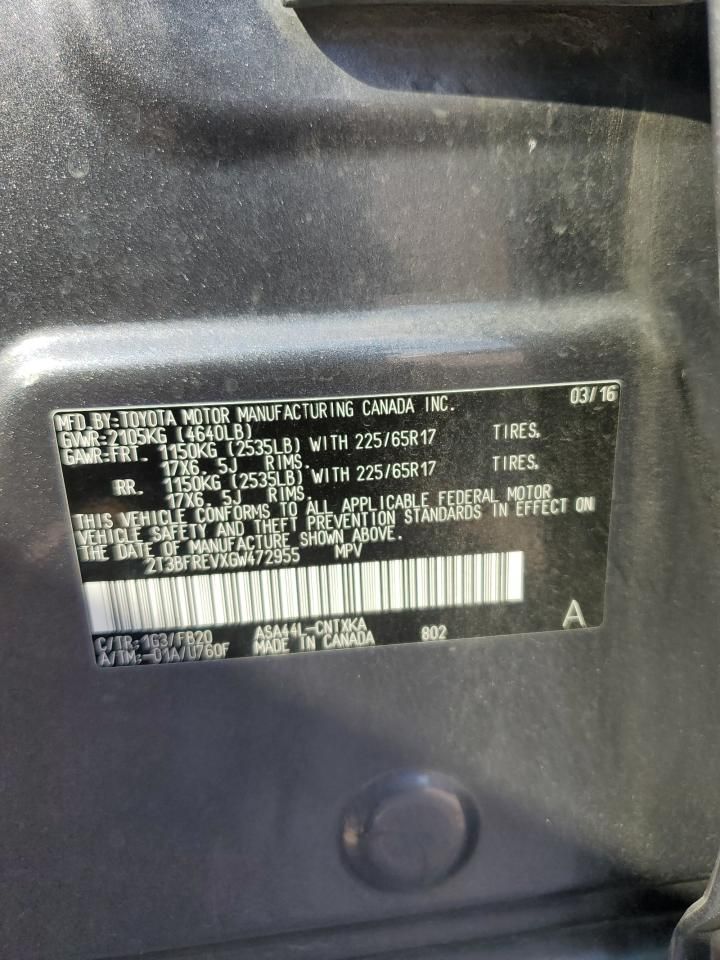 MFD.BY:TOYOTA MOTOR MANUFACTURING CANADA INC. 03/16
GVWR:2105KG (4640LB)
GAWR:FRT. 1150KG (2535LB) WITH 225/65R17 TIRES,
17X6. 5J RIMS.
RR. 1150KG (2535LB) WITH 225/65R17 TIRES,
17X6. 5J RIMS.
THIS VEHICLE CONFORMS TO ALL APPLICABLE FEDERAL MOTOR
VEHICLE SAFETY AND THEFT PREVENTION STANDARDS IN EFFECT ON
THE DATE OF MANUFACTURE SHOWN ABOVE.
2T3BFREVXGW472955 MPV
C/TR:1G3/FB20 ASA44L-CNTXKA 802 A
A/TM:-01A/U760F MADE IN CANADA